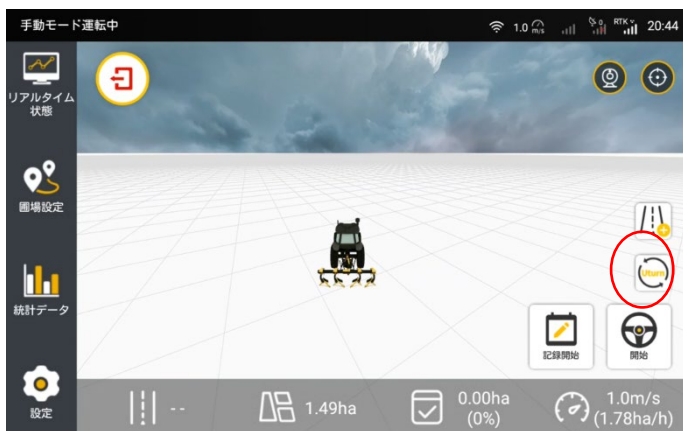 手動モード運転中
1.0 m/s
RTK
20:44
リアルタイム
状態
圃場設定
Uturn
統計データ
記録開始
開始
設定
--
1.49ha
0.00ha
(0%)
1.0m/s
(1.78ha/h)